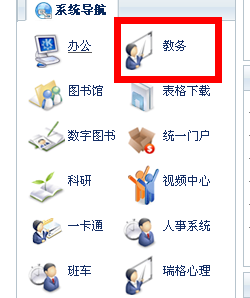 系统导航
办公 教务
图书馆 表格下载
数字图书 统一门户
科研 视频中心
一卡通 人事系统
班车 瑞格心理